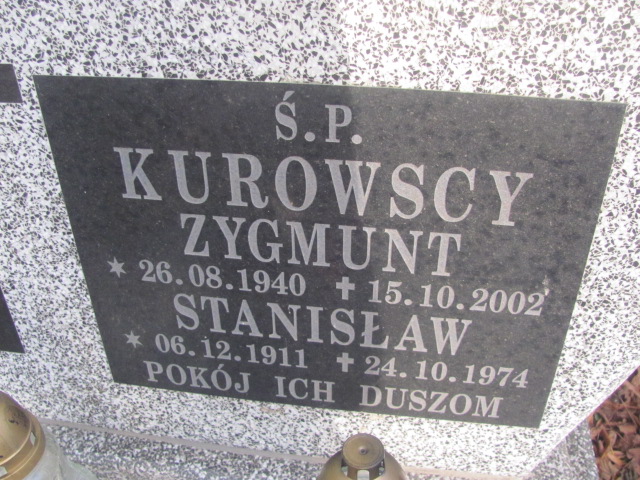 Ś.P.
KUROWSCY
ZYGMUNT
* 26.08.1940 ✝ 15.10.2002
STANISŁAW
* 06.12.1911 ✝ 24.10.1974
POKÓJ ICH DUSZOM